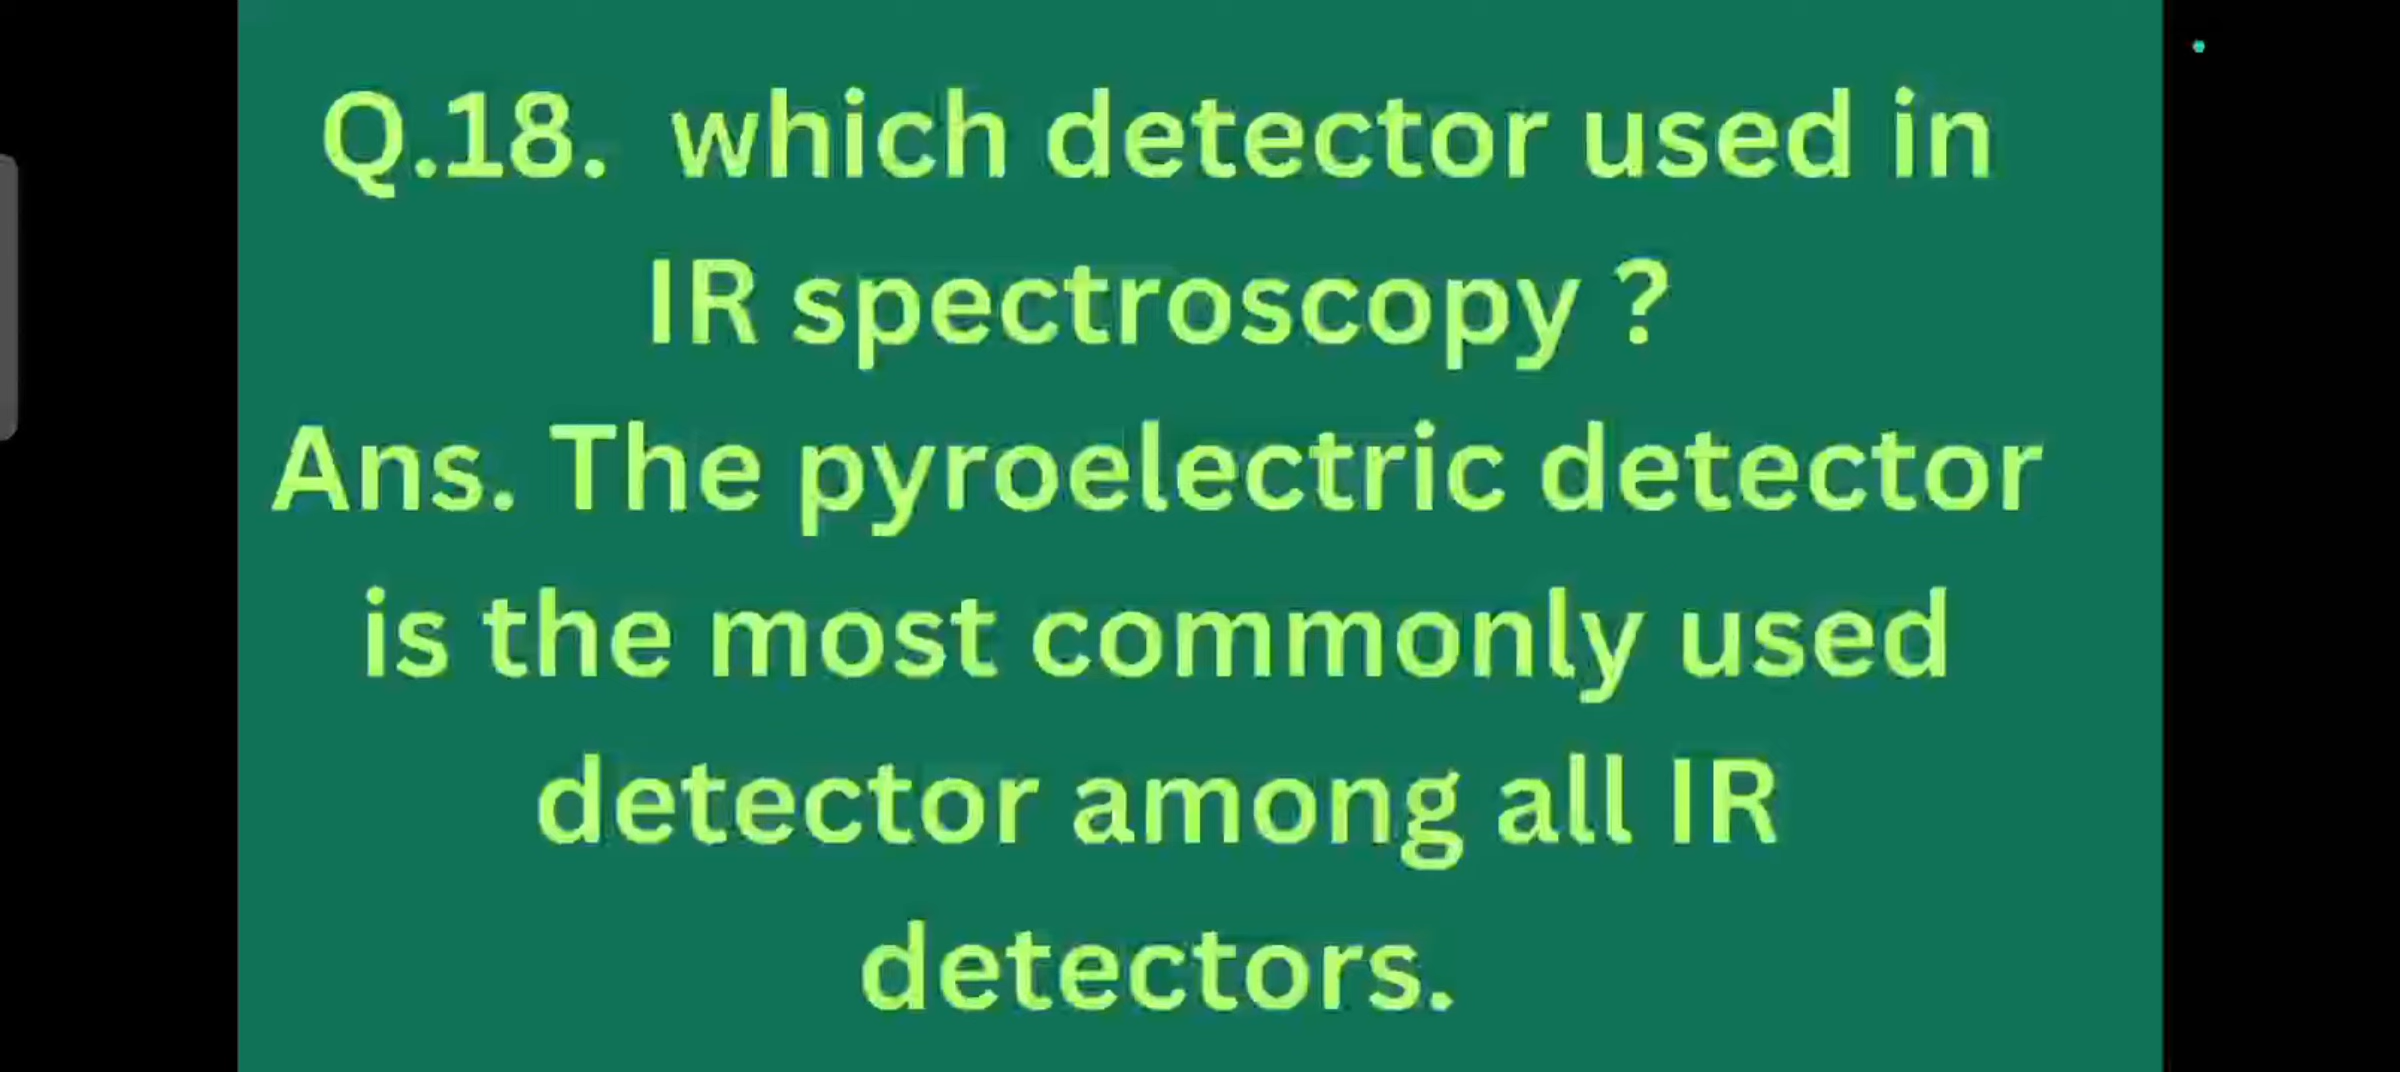 Q.18.  which detector used in
IR spectroscopy ?
Ans. The pyroelectric detector
is the most commonly used
detector among all IR
detectors.